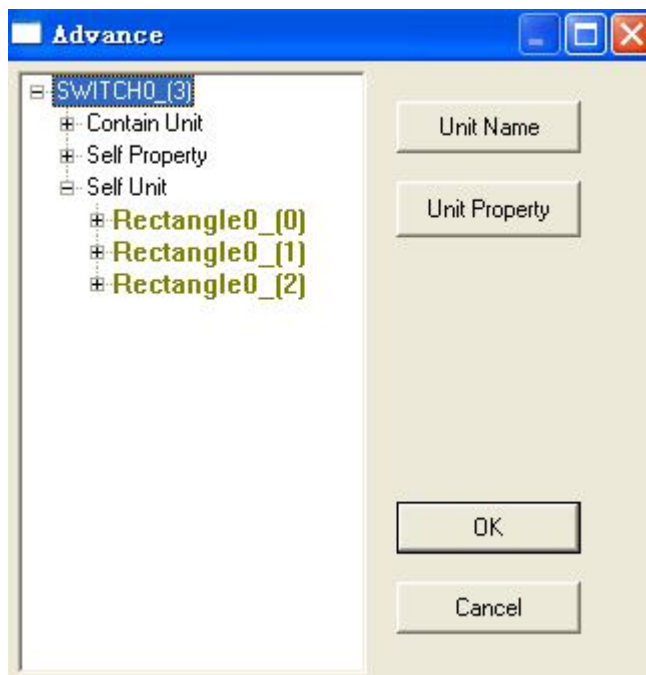 Advance
SWITCH0_(3)
Contain Unit
Self Property
Self Unit
Rectangle0_(0)
Rectangle0_(1)
Rectangle0_(2)
Unit Name
Unit Property
OK
Cancel